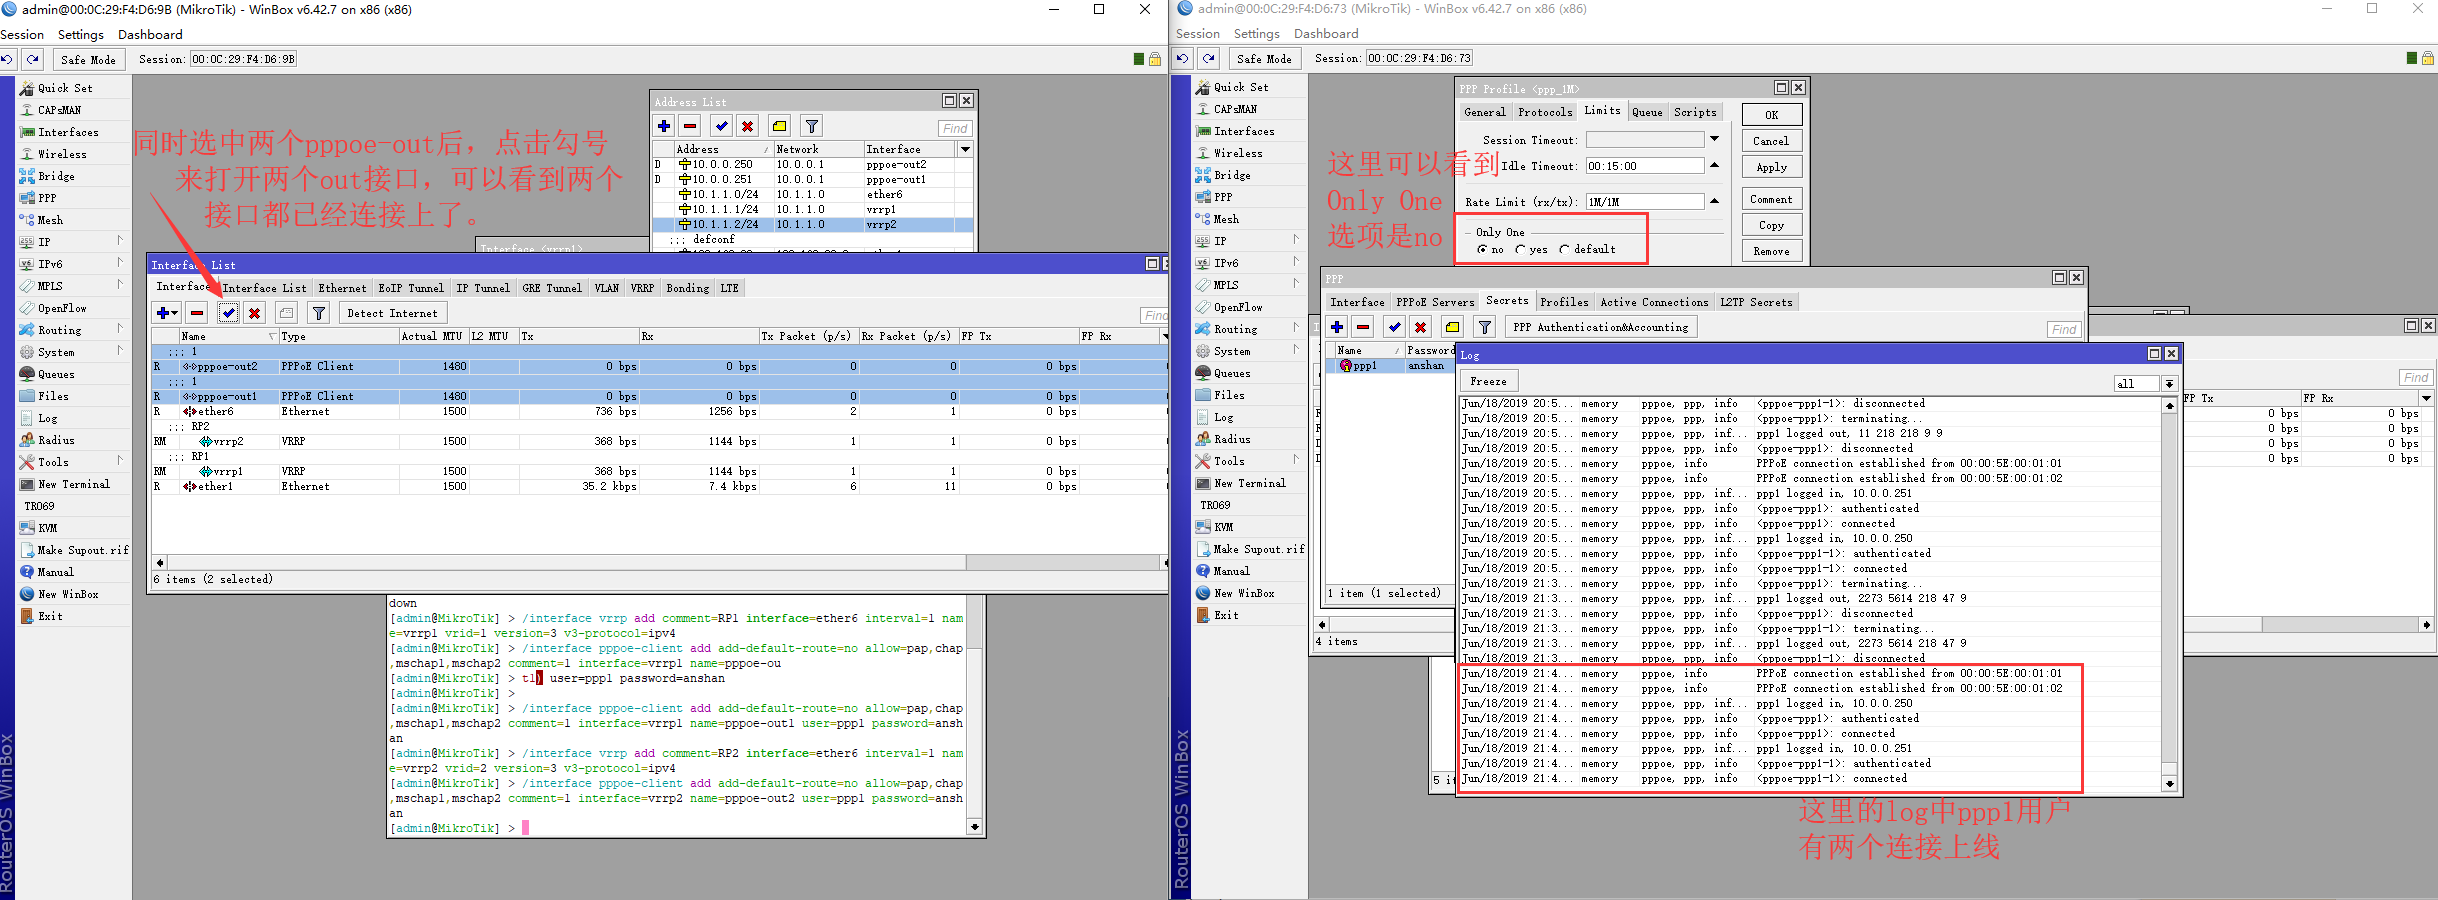 admin@00:0C:29:F4:D6:9B (MikroTik) - WinBox v6.42.7 on x86 (x86)
Session Settings Dashboard
Safe Mode Session: 00:0C:29:F4:D6:9B
Quick Set
CAPsMAN
Interfaces
Wireless
Bridge
PPP
Mesh
IP
IPv6
MPLS
OpenFlow
Routing
System
Queues
Files
Log
Radius
Tools
New Terminal
TR069
KVM
Make Supout.rif
Manual
New WinBox
Exit
RouterOS WinBox
同时选中两个pppoe-out后，点击勾号
来打开两个out接口，可以看到两个
接口都已经连接上了。
Address List
Find
Address Network Interface
D 10.0.0.250 10.0.0.1 pppoe-out2
D 10.0.0.251 10.0.0.1 pppoe-out1
10.1.1.0/24 10.1.1.0 ether6
10.1.1.1/24 10.1.1.0 vrrp1
10.1.1.2/24 10.1.1.0 vrrp2
;;; defconf
Interface <vrrp1>
Interface List
Interface Interface List Ethernet EoIP Tunnel IP Tunnel GRE Tunnel VLAN VRRP Bonding LTE
Detect Internet Find
Name Type Actual MTU L2 MTU Tx Rx Tx Packet (p/s) Rx Packet (p/s) FP Tx FP Rx
;;; 1
R pppoe-out2 PPPoE Client 1480 0 bps 0 bps 0 0 0 bps
;;; 1
R pppoe-out1 PPPoE Client 1480 0 bps 0 bps 0 0 0 bps
R ether6 Ethernet 1500 736 bps 1256 bps 2 1 0 bps
;;; RP2
RM vrrp2 VRRP 1500 368 bps 1144 bps 1 1 0 bps
;;; RP1
RM vrrp1 VRRP 1500 368 bps 1144 bps 1 1 0 bps
R ether1 Ethernet 1500 35.2 kbps 7.4 kbps 6 11 0 bps
6 items (2 selected)
down
[admin@MikroTik] > /interface vrrp add comment=RP1 interface=ether6 interval=1 nam
e=vrrp1 vrid=1 version=3 v3-protocol=ipv4
[admin@MikroTik] > /interface pppoe-client add add-default-route=no allow=pap,chap
,mschap1,mschap2 comment=1 interface=vrrp1 name=pppoe-ou
[admin@MikroTik] > t1) user=ppp1 password=anshan
[admin@MikroTik] >
[admin@MikroTik] > /interface pppoe-client add add-default-route=no allow=pap,chap
,mschap1,mschap2 comment=1 interface=vrrp1 name=pppoe-out1 user=ppp1 password=ansh
an
[admin@MikroTik] > /interface vrrp add comment=RP2 interface=ether6 interval=1 nam
e=vrrp2 vrid=2 version=3 v3-protocol=ipv4
[admin@MikroTik] > /interface pppoe-client add add-default-route=no allow=pap,chap
,mschap1,mschap2 comment=1 interface=vrrp2 name=pppoe-out2 user=ppp1 password=ansh
an
[admin@MikroTik] >
admin@00:0C:29:F4:D6:73 (MikroTik) - WinBox v6.42.7 on x86 (x86)
Session Settings Dashboard
Safe Mode Session: 00:0C:29:F4:D6:73
Quick Set
CAPsMAN
Interfaces
Wireless
Bridge
PPP
Mesh
IP
IPv6
MPLS
OpenFlow
Routing
System
Queues
Files
Log
Radius
Tools
New Terminal
TR069
KVM
Make Supout.rif
Manual
New WinBox
Exit
RouterOS WinBox
这里可以看到
Only One
选项是no
PPP Profile <ppp_1M>
General Protocols Limits Queue Scripts
Session Timeout:
Idle Timeout: 00:15:00
Rate Limit (rx/tx): 1M/1M
Only One
no yes default
OK
Cancel
Apply
Comment
Copy
Remove
PPP
Interface PPPoE Servers Secrets Profiles Active Connections L2TP Secrets
PPP Authentication&Accounting Find
Name Password
ppp1 anshan
1 item (1 selected)
4 items
Find
FP Tx FP Rx
0 bps 0 bps
0 bps 0 bps
0 bps 0 bps
0 bps 0 bps
Log
Freeze all
Jun/18/2019 20:5... memory pppoe, ppp, info <pppoe-ppp1-1>: disconnected
Jun/18/2019 20:5... memory pppoe, ppp, info <pppoe-ppp1>: terminating...
Jun/18/2019 20:5... memory pppoe, ppp, inf... ppp1 logged out, 11 218 218 9 9
Jun/18/2019 20:5... memory pppoe, ppp, info <pppoe-ppp1>: disconnected
Jun/18/2019 20:5... memory pppoe, info PPPoE connection established from 00:00:5E:00:01:01
Jun/18/2019 20:5... memory pppoe, info PPPoE connection established from 00:00:5E:00:01:02
Jun/18/2019 20:5... memory pppoe, ppp, inf... ppp1 logged in, 10.0.0.251
Jun/18/2019 20:5... memory pppoe, ppp, info <pppoe-ppp1>: authenticated
Jun/18/2019 20:5... memory pppoe, ppp, info <pppoe-ppp1>: connected
Jun/18/2019 20:5... memory pppoe, ppp, inf... ppp1 logged in, 10.0.0.250
Jun/18/2019 20:5... memory pppoe, ppp, info <pppoe-ppp1-1>: authenticated
Jun/18/2019 20:5... memory pppoe, ppp, info <pppoe-ppp1-1>: connected
Jun/18/2019 21:3... memory pppoe, ppp, info <pppoe-ppp1>: terminating...
Jun/18/2019 21:3... memory pppoe, ppp, inf... ppp1 logged out, 2273 5614 218 47 9
Jun/18/2019 21:3... memory pppoe, ppp, info <pppoe-ppp1>: disconnected
Jun/18/2019 21:3... memory pppoe, ppp, info <pppoe-ppp1-1>: terminating...
Jun/18/2019 21:3... memory pppoe, ppp, inf... ppp1 logged out, 2273 5614 218 47 9
Jun/18/2019 21:3... memory pppoe, ppp, info <pppoe-ppp1-1>: disconnected
Jun/18/2019 21:4... memory pppoe, info PPPoE connection established from 00:00:5E:00:01:01
Jun/18/2019 21:4... memory pppoe, info PPPoE connection established from 00:00:5E:00:01:02
Jun/18/2019 21:4... memory pppoe, ppp, inf... ppp1 logged in, 10.0.0.250
Jun/18/2019 21:4... memory pppoe, ppp, info <pppoe-ppp1>: authenticated
Jun/18/2019 21:4... memory pppoe, ppp, info <pppoe-ppp1>: connected
Jun/18/2019 21:4... memory pppoe, ppp, inf... ppp1 logged in, 10.0.0.251
Jun/18/2019 21:4... memory pppoe, ppp, info <pppoe-ppp1-1>: authenticated
Jun/18/2019 21:4... memory pppoe, ppp, info <pppoe-ppp1-1>: connected
这里的log中ppp1用户
有两个连接上线